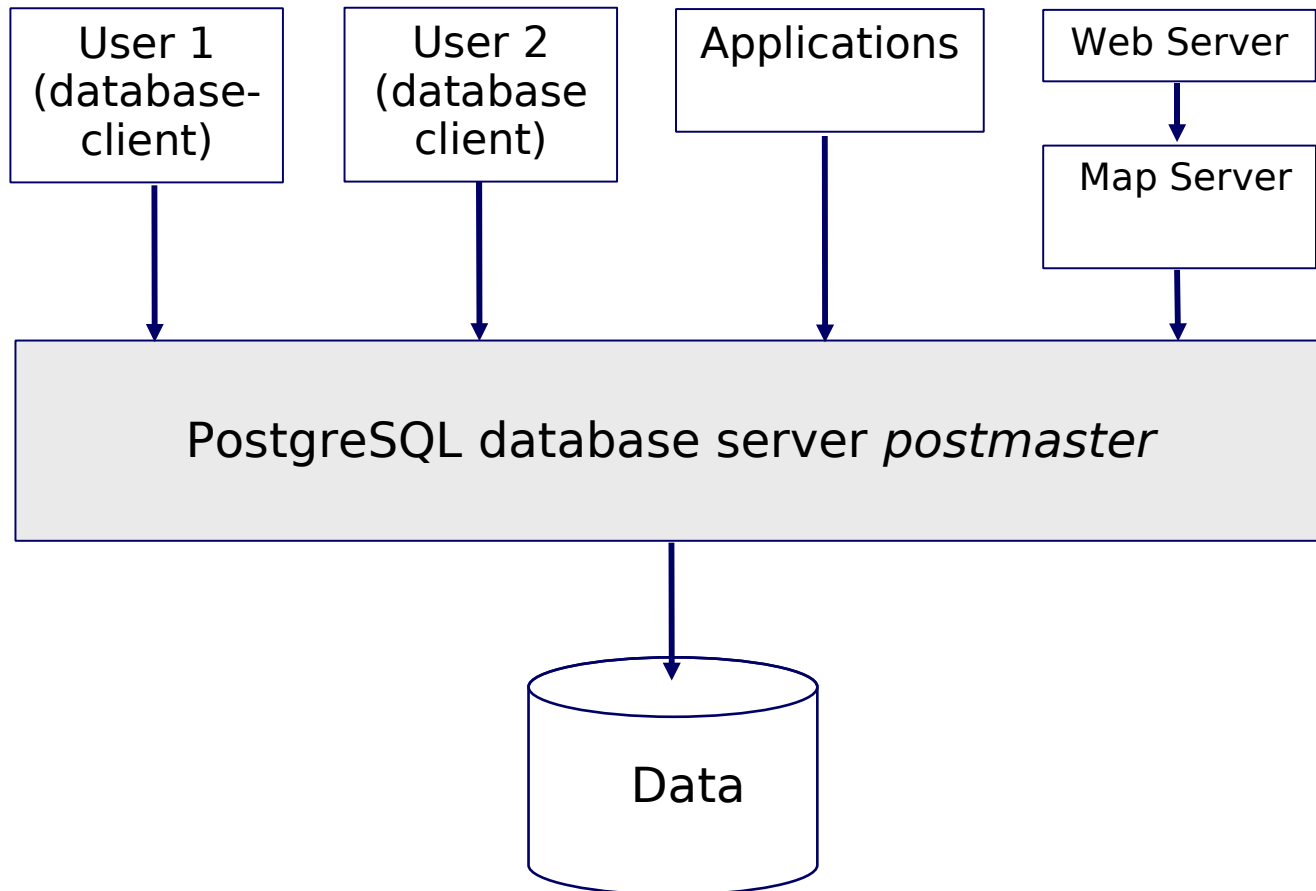 User 1
(database-
client)
User 2
(database
client)
Applications
Web Server
Map Server
PostgreSQL database server postmaster
Data